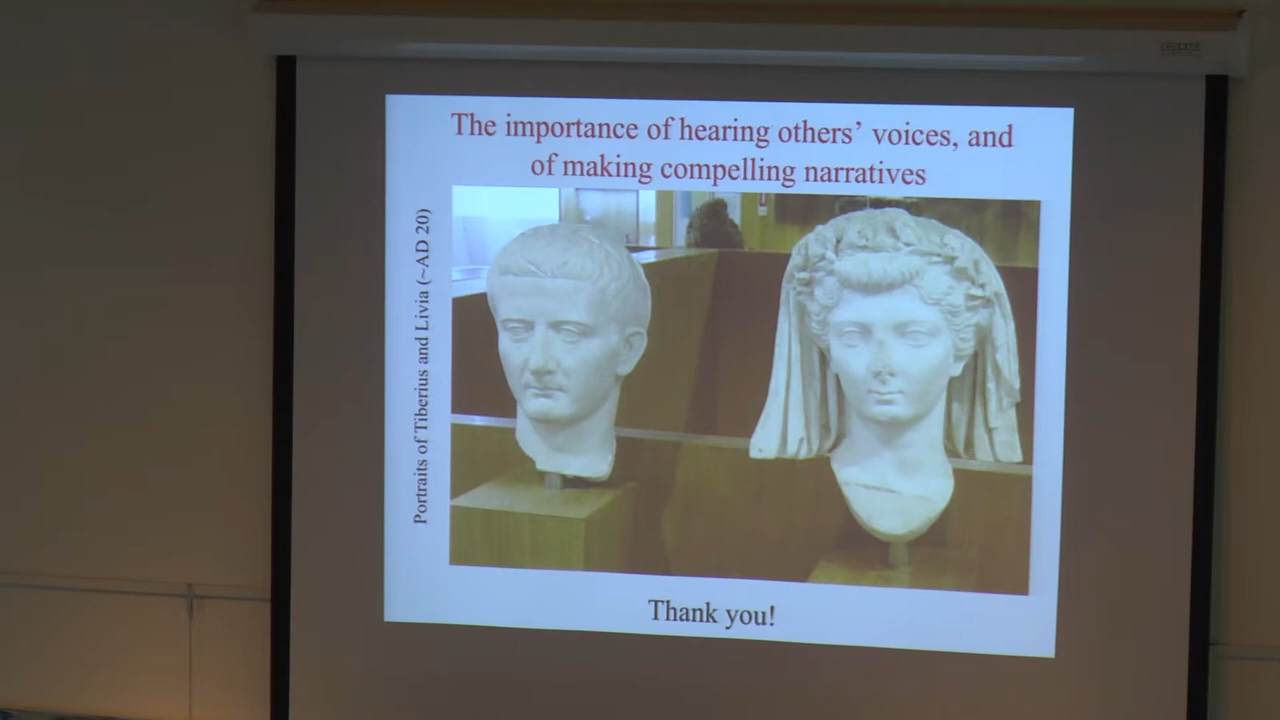 The importance of hearing others' voices, and
of making compelling narratives
Portraits of Tiberius and Livia (~AD 20)
Thank you!